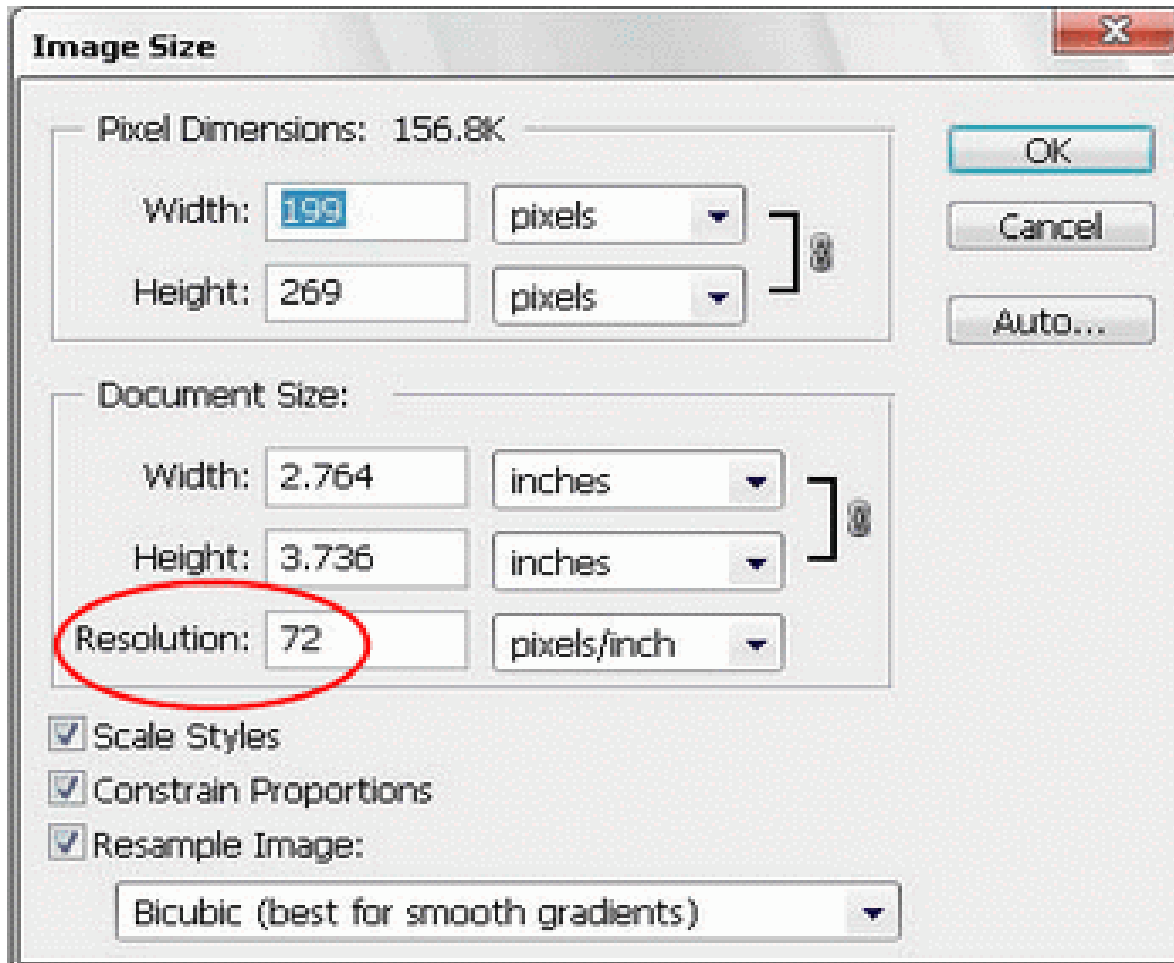 Image Size
Pixel Dimensions: 156.8K
OK
Width: 199 pixels
Cancel
Height: 269 pixels
Auto...
Document Size:
Width: 2.764 inches
Height: 3.736 inches
Resolution: 72 pixels/inch
Scale Styles
Constrain Proportions
Resample Image:
Bicubic (best for smooth gradients)